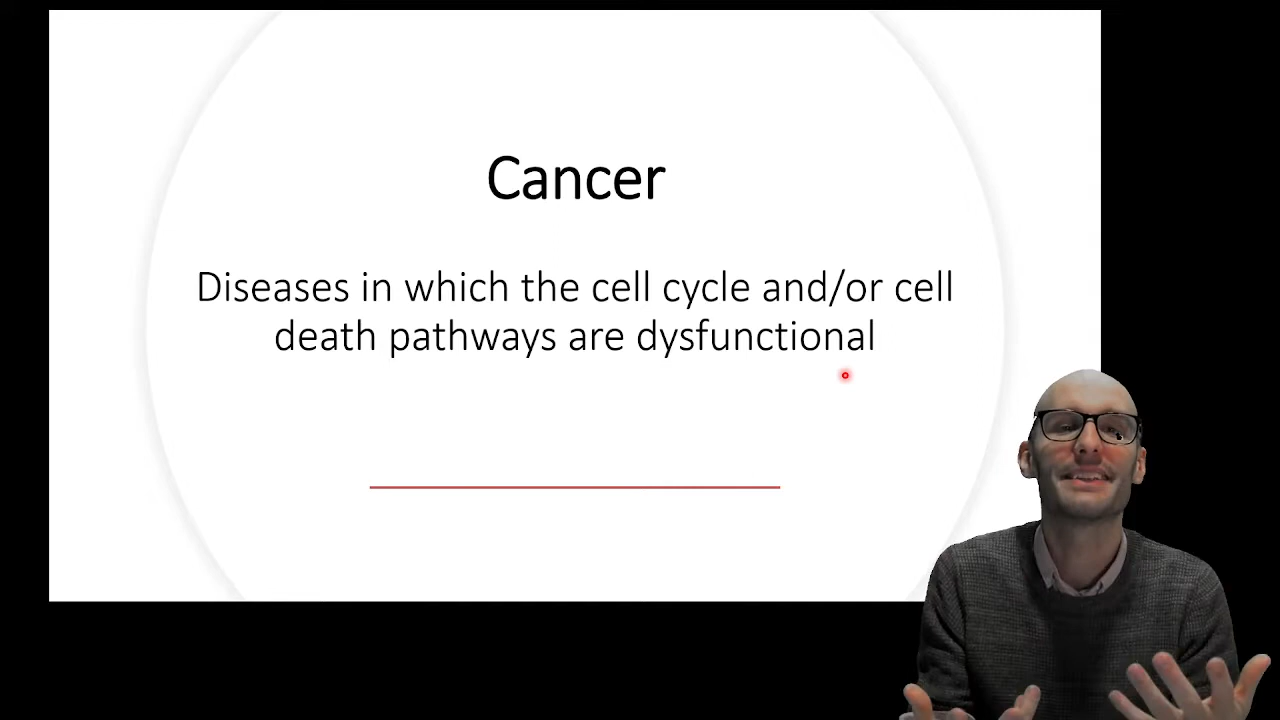 Cancer
Diseases in which the cell cycle and/or cell
death pathways are dysfunctional